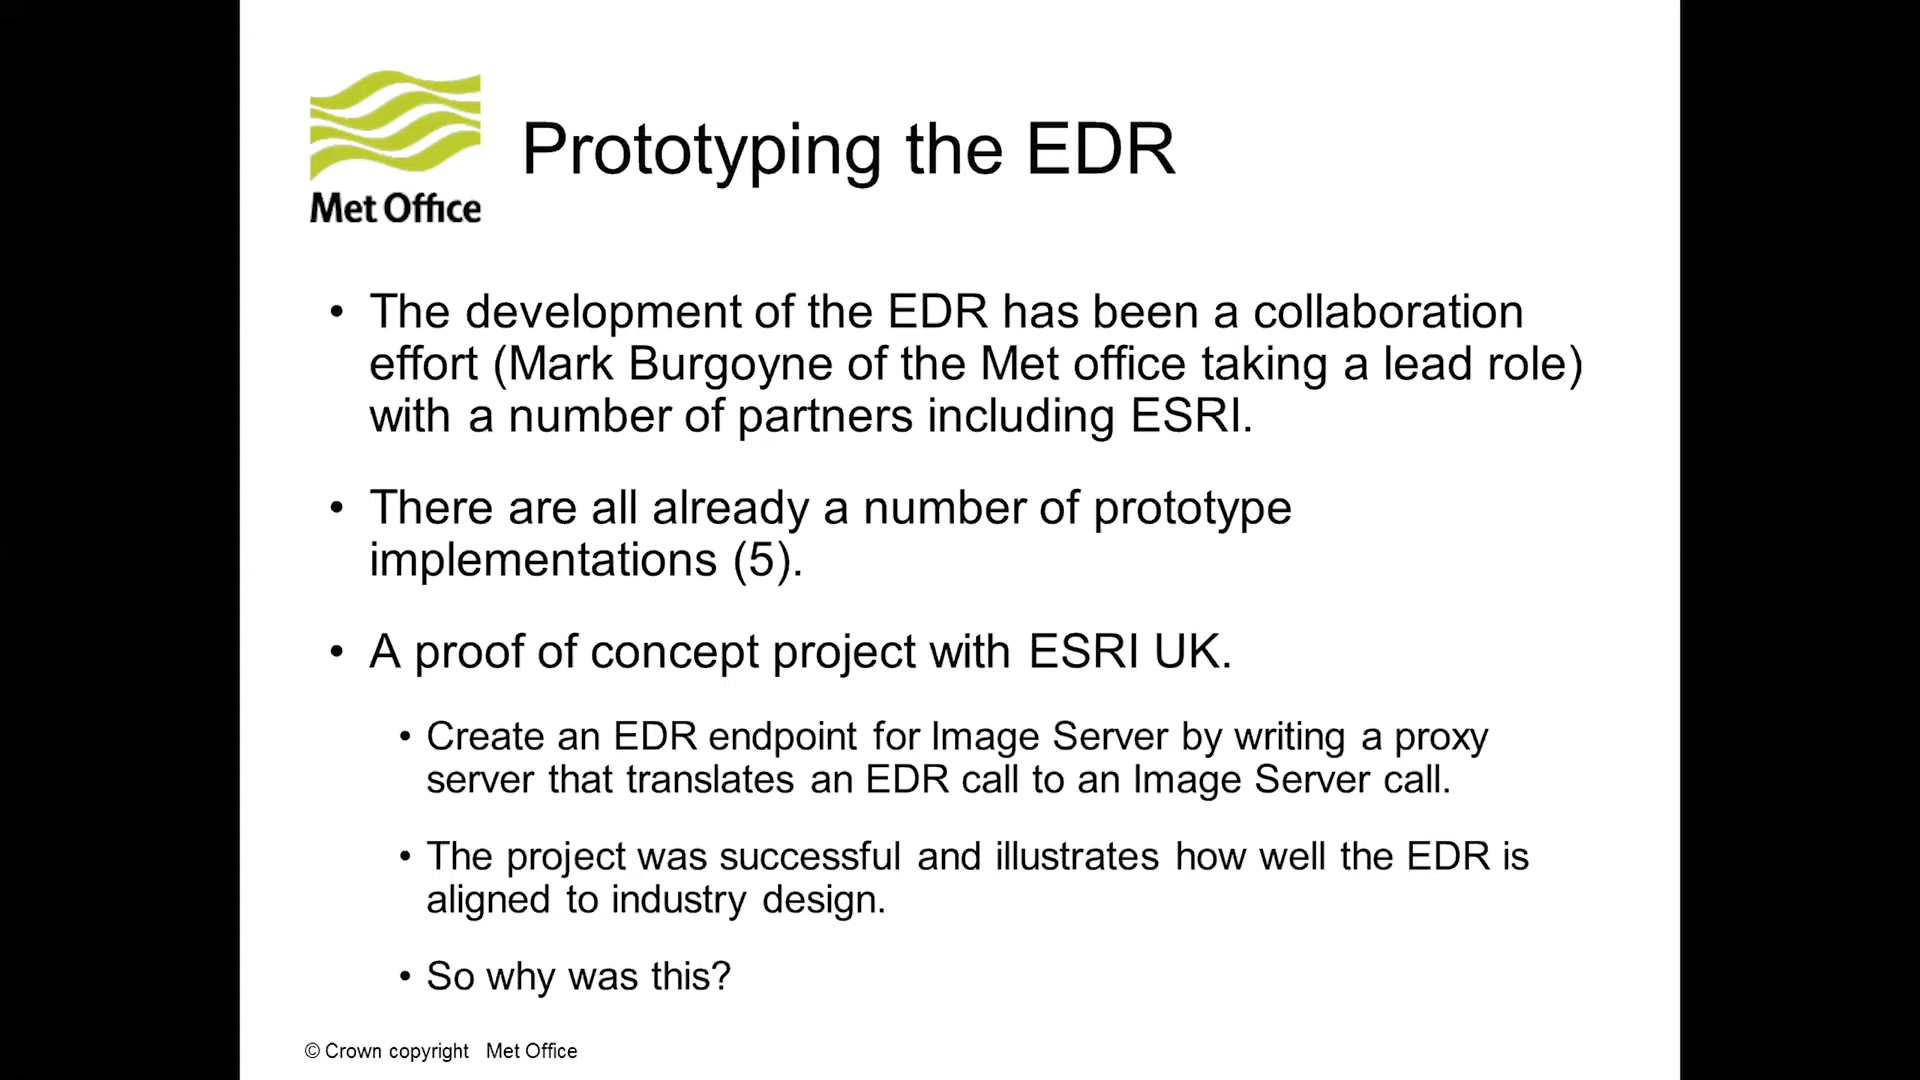 Met Office
Prototyping the EDR
• The development of the EDR has been a collaboration
effort (Mark Burgoyne of the Met office taking a lead role)
with a number of partners including ESRI.
• There are all already a number of prototype
implementations (5).
• A proof of concept project with ESRI UK.
• Create an EDR endpoint for Image Server by writing a proxy
server that translates an EDR call to an Image Server call.
• The project was successful and illustrates how well the EDR is
aligned to industry design.
• So why was this?
© Crown copyright Met Office